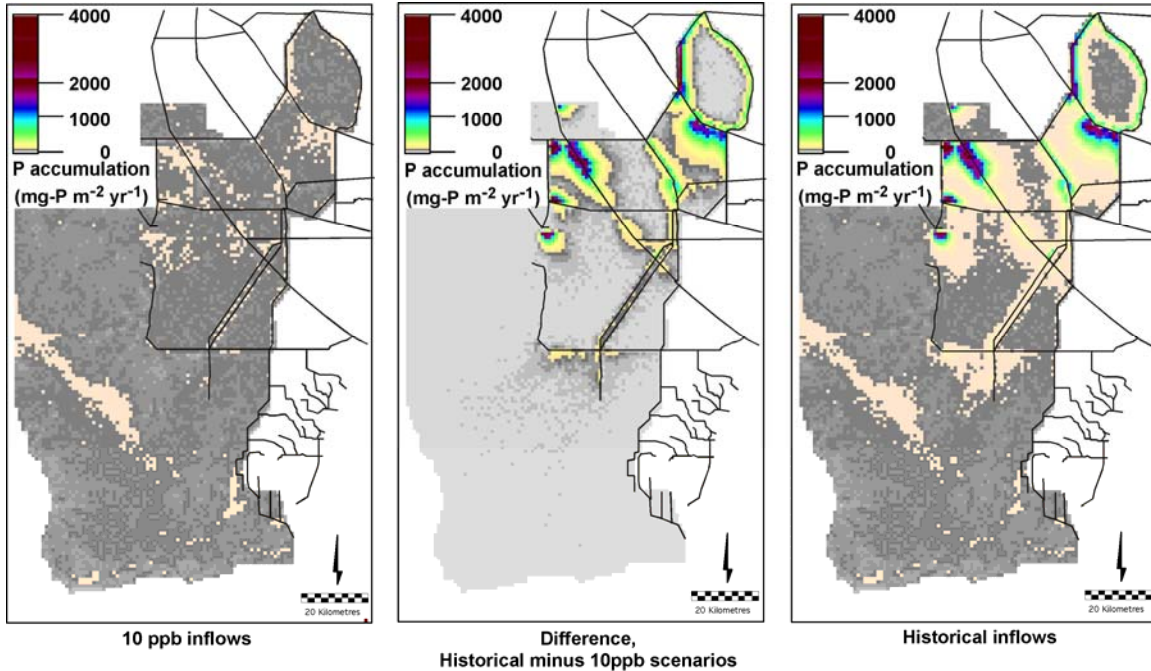 4000
2000
1000
0
P accumulation
(mg-P m⁻² yr⁻¹)
20 Kilometres
10 ppb inflows
4000
2000
1000
0
P accumulation
(mg-P m⁻² yr⁻¹)
20 Kilometres
Difference,
Historical minus 10ppb scenarios
4000
2000
1000
0
P accumulation
(mg-P m⁻² yr⁻¹)
20 Kilometres
Historical inflows